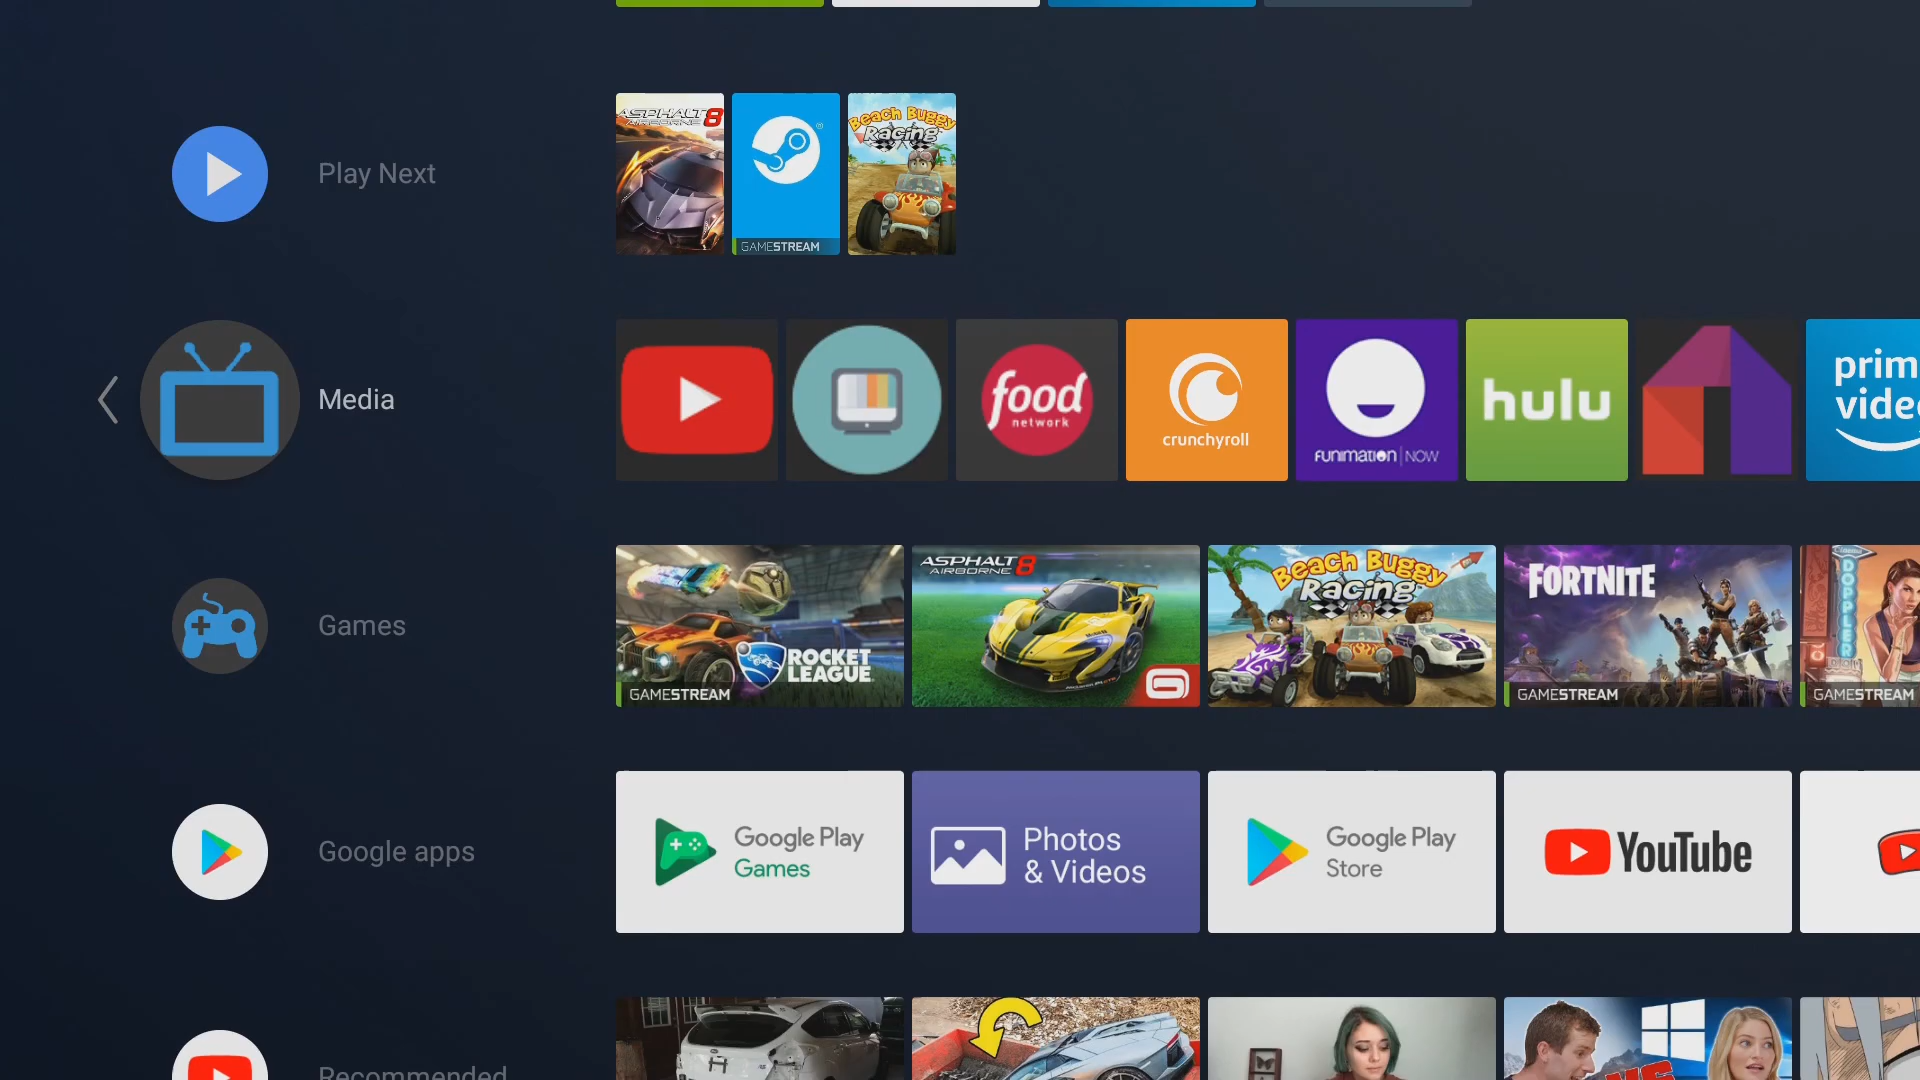 Play Next
ASPHALT 8
AIRBORNE
GAMESTREAM
Beach Buggy
Racing
Media
food
network
crunchyroll
FUNIMATION | NOW
hulu
prim
vide
Games
ROCKET
LEAGUE
GAMESTREAM
ASPHALT 8
AIRBORNE
Beach Buggy
Racing
FORTNITE
GAMESTREAM
DOPPLER
GAMESTREAM
Google apps
Google Play
Games
Photos
& Videos
Google Play
Store
YouTube
Recommended
VS